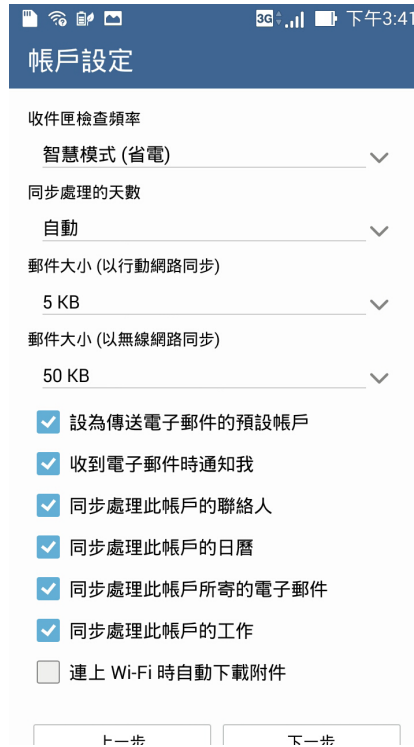 3G 下午3:41
帳戶設定
收件匣檢查頻率
智慧模式 (省電)
同步處理的天數
自動
郵件大小 (以行動網路同步)
5 KB
郵件大小 (以無線網路同步)
50 KB
設為傳送電子郵件的預設帳戶
收到電子郵件時通知我
同步處理此帳戶的聯絡人
同步處理此帳戶的日曆
同步處理此帳戶所寄的電子郵件
同步處理此帳戶的工作
連上 Wi-Fi 時自動下載附件
上一步 下一步